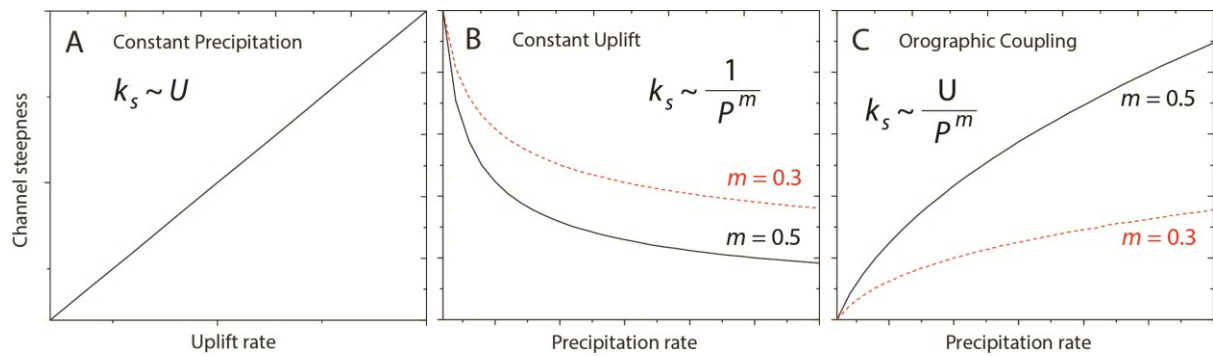 A Constant Precipitation
k_s ~ U
Channel steepness
Uplift rate
B Constant Uplift
k_s ~ 1/P^m
m = 0.3
m = 0.5
Precipitation rate
C Orographic Coupling
k_s ~ U/P^m
m = 0.5
m = 0.3
Precipitation rate